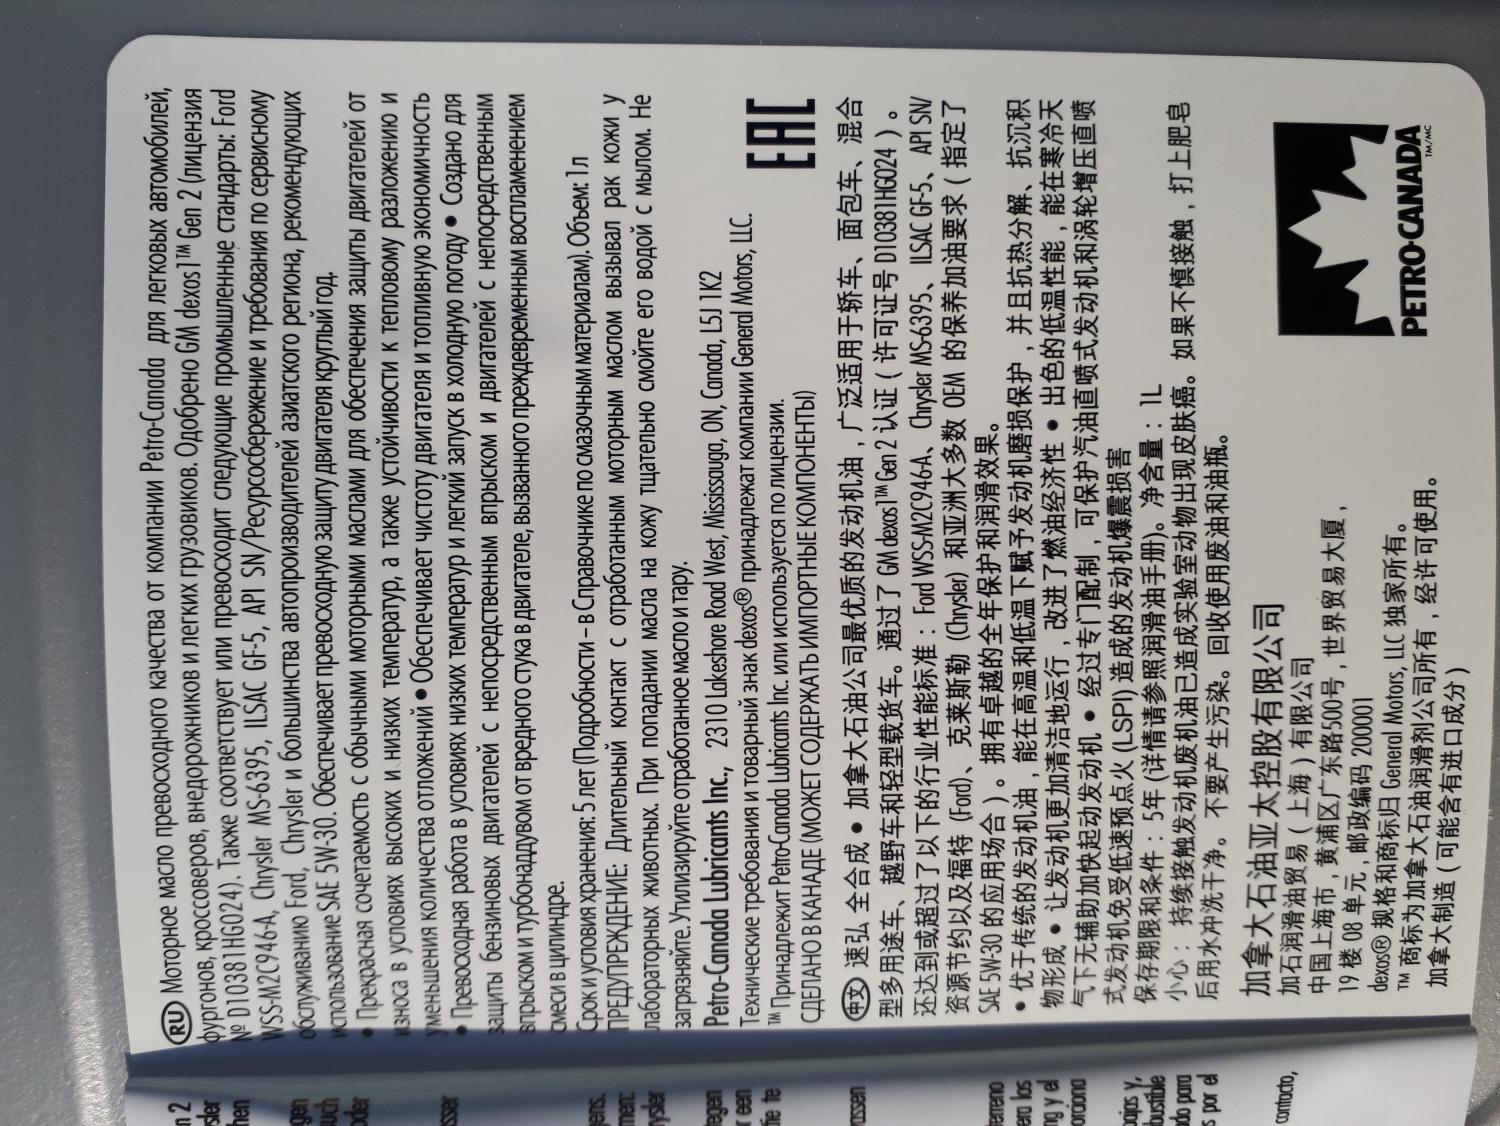 RU Моторное масло превосходного качества от компании Petro-Canada для легковых автомобилей,
фургонов, кроссоверов, внедорожников и легких грузовиков. Одобрено GM dexos1™ Gen 2 (лицензия
№ D10381HG024). Также соответствует или превосходит следующие промышленные стандарты: Ford
WSS-M2C946-A, Chrysler MS-6395, ILSAC GF-5, API SN/Ресурсосбережение и требования по сервисному
обслуживанию Ford, Chrysler и большинства автопроизводителей азиатского региона, рекомендующих
использование SAE 5W-30. Обеспечивает превосходную защиту двигателя круглый год.
• Прекрасная сочетаемость с обычными моторными маслами для обеспечения защиты двигателей от
износа в условиях высоких и низких температур, а также устойчивости к тепловому разложению и
уменьшения количества отложений • Обеспечивает чистоту двигателя и топливную экономичность
• Превосходная работа в условиях низких температур и легкий запуск в холодную погоду • Создано для
защиты бензиновых двигателей с непосредственным впрыском и двигателей с непосредственным
впрыском и турбонаддувом от вредного стука в двигателе, вызванного преждевременным воспламенением
смеси в цилиндре.
Срок и условия хранения: 5 лет (Подробности – в Справочнике по смазочным материалам). Объем: 1л
ПРЕДУПРЕЖДЕНИЕ: Длительный контакт с отработанным моторным маслом вызывал рак кожи у
лабораторных животных. При попадании масла на кожу тщательно смойте его водой с мылом. Не
загрязняйте. Утилизируйте отработанное масло и тару.
Petro-Canada Lubricants Inc., 2310 Lakeshore Road West, Mississauga, ON, Canada, L5J 1K2
Технические требования и товарный знак dexos® принадлежат компании General Motors, LLC.
™ Принадлежит Petro-Canada Lubricants Inc. или используется по лицензии.
СДЕЛАНО В КАНАДЕ (МОЖЕТ СОДЕРЖАТЬ ИМПОРТНЫЕ КОМПОНЕНТЫ)
EAC
中文 速弘 全合成 • 加拿大石油公司最优质的发动机油，广泛适用于轿车、面包车、混合
型多用途车、越野车和轻型载货车。通过了 GM dexos1™ Gen 2 认证（许可证号 D10381HG024）。
还达到或超过了以下的行业性能标准：Ford WSS-M2C946-A、Chrysler MS-6395、ILSAC GF-5、API SN/
资源节约以及福特 (Ford)、克莱斯勒 (Chrysler) 和亚洲大多数 OEM 的保养加油要求（指定了
SAE 5W-30 的应用场合）。拥有卓越的全年保护和润滑效果。
• 优于传统的发动机油，能在高温和低温下赋予发动机磨损保护，并且抗热分解、抗沉积
物形成 • 让发动机更加清洁地运行，改进了燃油经济性 • 出色的低温性能，能在寒冷天
气下无辅助加快起动发动机 • 经过专门配制，可保护汽油直喷式发动机和涡轮增压直喷
式发动机免受低速预点火 (LSPI) 造成的发动机爆震损害
保存期限和条件：5年 (详情请参照润滑油手册)。净含量：1L
小心：持续接触发动机废机油已造成实验室动物出现皮肤癌。如果不慎接触，打上肥皂
后用水冲洗干净。不要产生污染。回收使用废油和油瓶。
加拿大石油亚太控股有限公司
加石润滑油贸易（上海）有限公司
中国上海市，黄浦区广东路500号，世界贸易大厦，
19 楼 08 单元，邮政编码 200001
dexos® 规格和商标归 General Motors, LLC 独家所有。
™ 商标为加拿大石油润滑剂公司所有，经许可使用。
加拿大制造（可能含有进口成分）
PETRO-CANADA
TM/MC